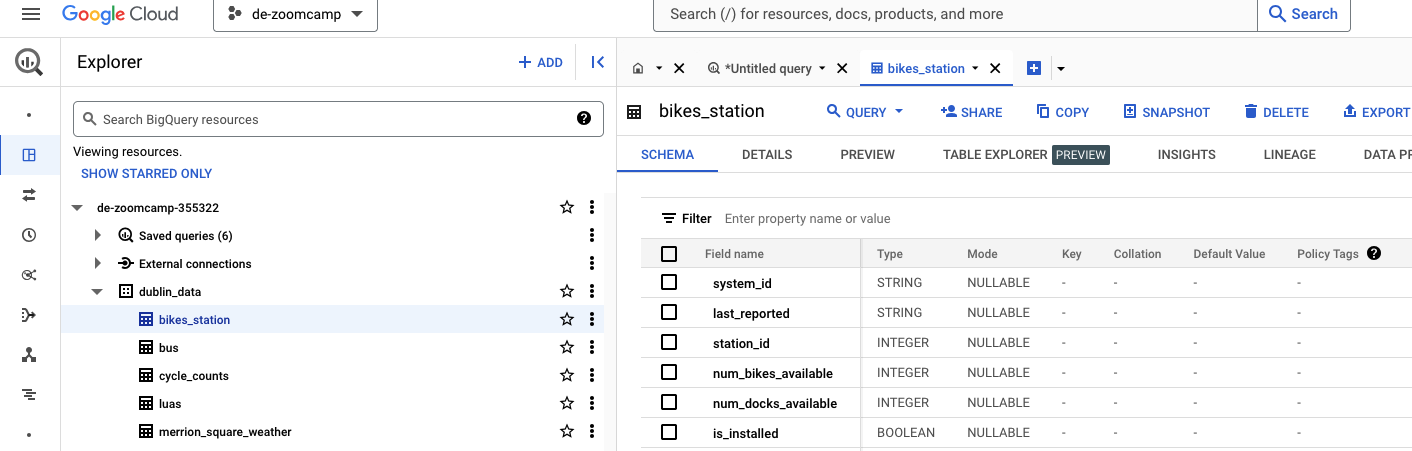 Google Cloud
de-zoomcamp
Search (/) for resources, docs, products, and more
Search
Explorer
+ ADD
Search BigQuery resources
?
Viewing resources.
SHOW STARRED ONLY
de-zoomcamp-355322
Saved queries (6)
External connections
dublin_data
bikes_station
bus
cycle_counts
luas
merrion_square_weather
*Untitled query
bikes_station
bikes_station
QUERY
SHARE
COPY
SNAPSHOT
DELETE
EXPORT
SCHEMA DETAILS PREVIEW TABLE EXPLORER PREVIEW INSIGHTS LINEAGE DATA PR
Filter Enter property name or value
Field name Type Mode Key Collation Default Value Policy Tags ?
system_id STRING NULLABLE - - - -
last_reported STRING NULLABLE - - - -
station_id INTEGER NULLABLE - - - -
num_bikes_available INTEGER NULLABLE - - - -
num_docks_available INTEGER NULLABLE - - - -
is_installed BOOLEAN NULLABLE - - - -